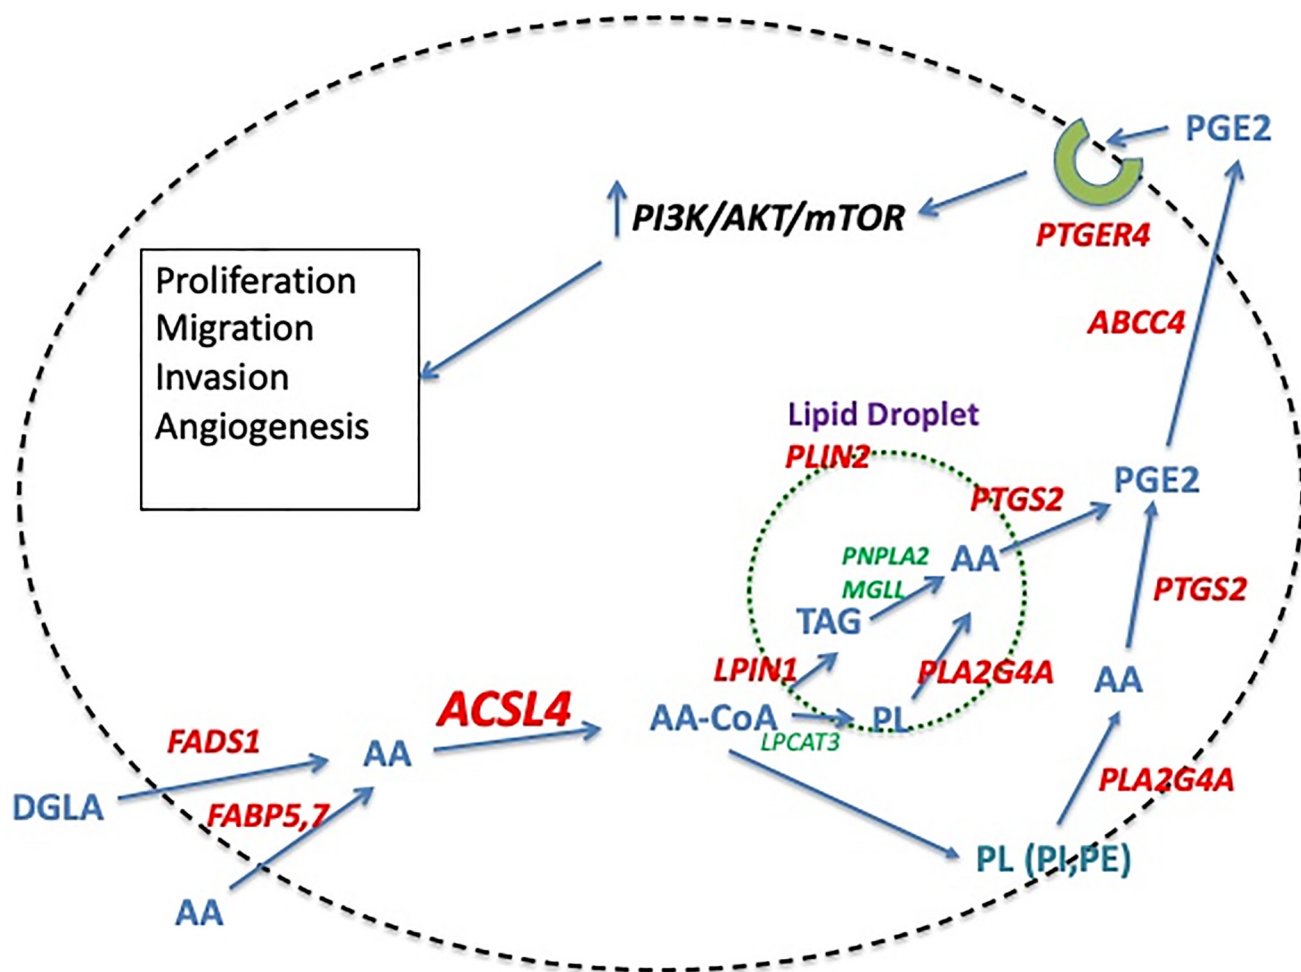 PGE2
PI3K/AKT/mTOR
PTGER4
Proliferation
Migration
Invasion
Angiogenesis
ABCC4
Lipid Droplet
PLIN2
PTGS2
PGE2
PNPLA2
MGLL
AA
PTGS2
TAG
LPIN1
PLA2G4A
AA
ACSL4
AA-CoA
PL
LPCAT3
FADS1
AA
DGLA
FABP5,7
PLA2G4A
PL (PI,PE)
AA